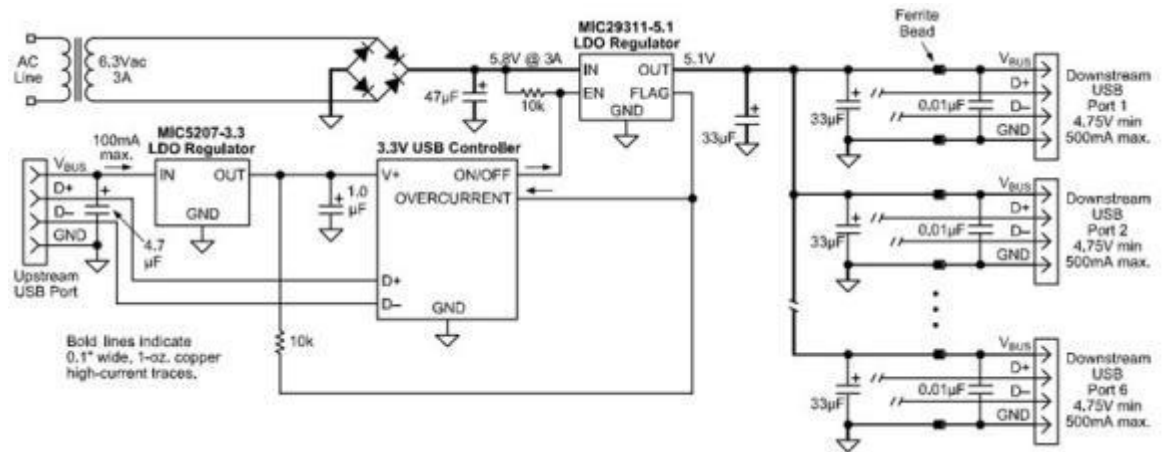 AC
Line
6.3Vac
3A
5.8V @ 3A
47µF
10k
MIC29311-5.1
LDO Regulator
IN
OUT
EN
FLAG
GND
5.1V
33µF
Ferrite
Bead
VBUS
D+
D–
GND
33µF
0.01µF
Downstream
USB
Port 1
4.75V min
500mA max.
100mA
max.
MIC5207-3.3
LDO Regulator
IN
OUT
GND
VBUS
D+
D–
GND
4.7
µF
Upstream
USB Port
1.0
µF
3.3V USB Controller
V+
ON/OFF
OVERCURRENT
D+
D–
GND
10k
VBUS
D+
D–
GND
33µF
0.01µF
Downstream
USB
Port 2
4.75V min
500mA max.
VBUS
D+
D–
GND
33µF
0.01µF
Downstream
USB
Port 6
4.75V min
500mA max.
Bold lines indicate
0.1" wide, 1-oz. copper
high-current traces.